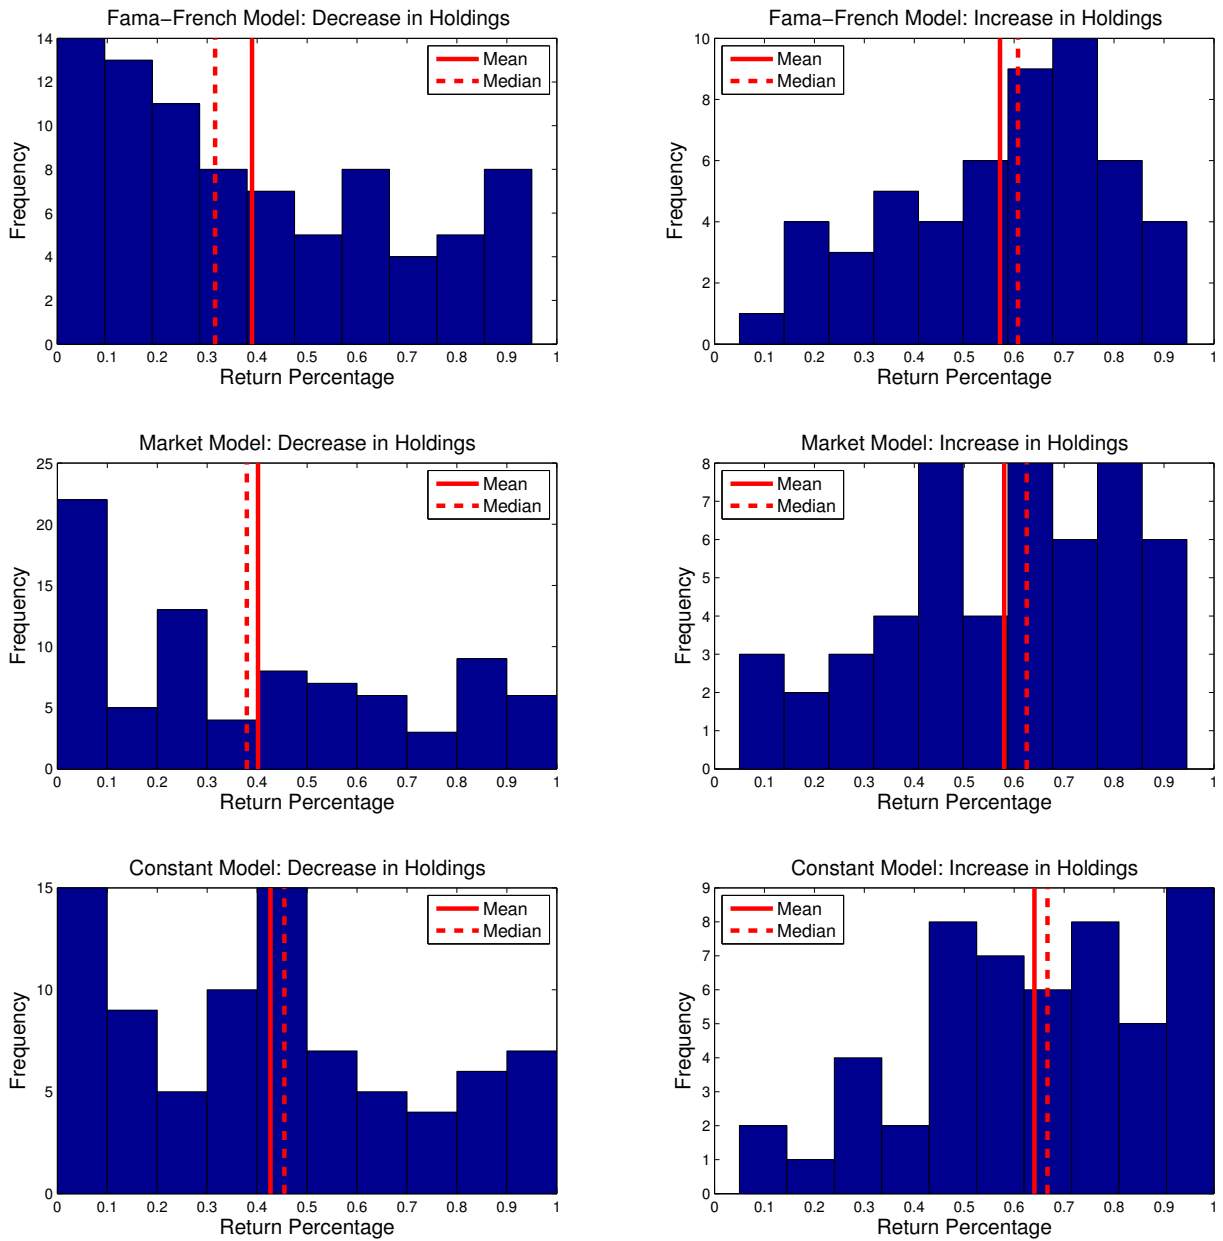 Fama−French Model: Decrease in Holdings
14
12
10
8
6
4
2
0
Frequency
Mean
Median
0 0.1 0.2 0.3 0.4 0.5 0.6 0.7 0.8 0.9 1
Return Percentage
Fama−French Model: Increase in Holdings
10
8
6
4
2
0
Frequency
Mean
Median
0 0.1 0.2 0.3 0.4 0.5 0.6 0.7 0.8 0.9 1
Return Percentage
Market Model: Decrease in Holdings
25
20
15
10
5
0
Frequency
Mean
Median
0 0.1 0.2 0.3 0.4 0.5 0.6 0.7 0.8 0.9 1
Return Percentage
Market Model: Increase in Holdings
8
7
6
5
4
3
2
1
0
Frequency
Mean
Median
0 0.1 0.2 0.3 0.4 0.5 0.6 0.7 0.8 0.9 1
Return Percentage
Constant Model: Decrease in Holdings
15
10
5
0
Frequency
Mean
Median
0 0.1 0.2 0.3 0.4 0.5 0.6 0.7 0.8 0.9 1
Return Percentage
Constant Model: Increase in Holdings
9
8
7
6
5
4
3
2
1
0
Frequency
Mean
Median
0 0.1 0.2 0.3 0.4 0.5 0.6 0.7 0.8 0.9 1
Return Percentage